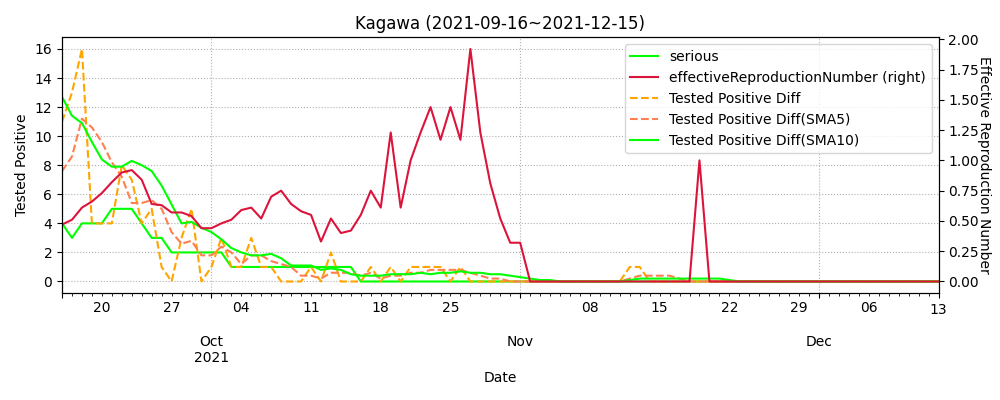 Kagawa (2021-09-16~2021-12-15)
Tested Positive
16
14
12
10
8
6
4
2
0
2.00
1.75
1.50
1.25
1.00
0.75
0.50
0.25
0.00
Effective Reproduction Number
serious
effectiveReproductionNumber (right)
Tested Positive Diff
Tested Positive Diff(SMA5)
Tested Positive Diff(SMA10)
20 27 04 11 18 25 08 15 22 29 06 13
Oct Nov Dec
2021
Date